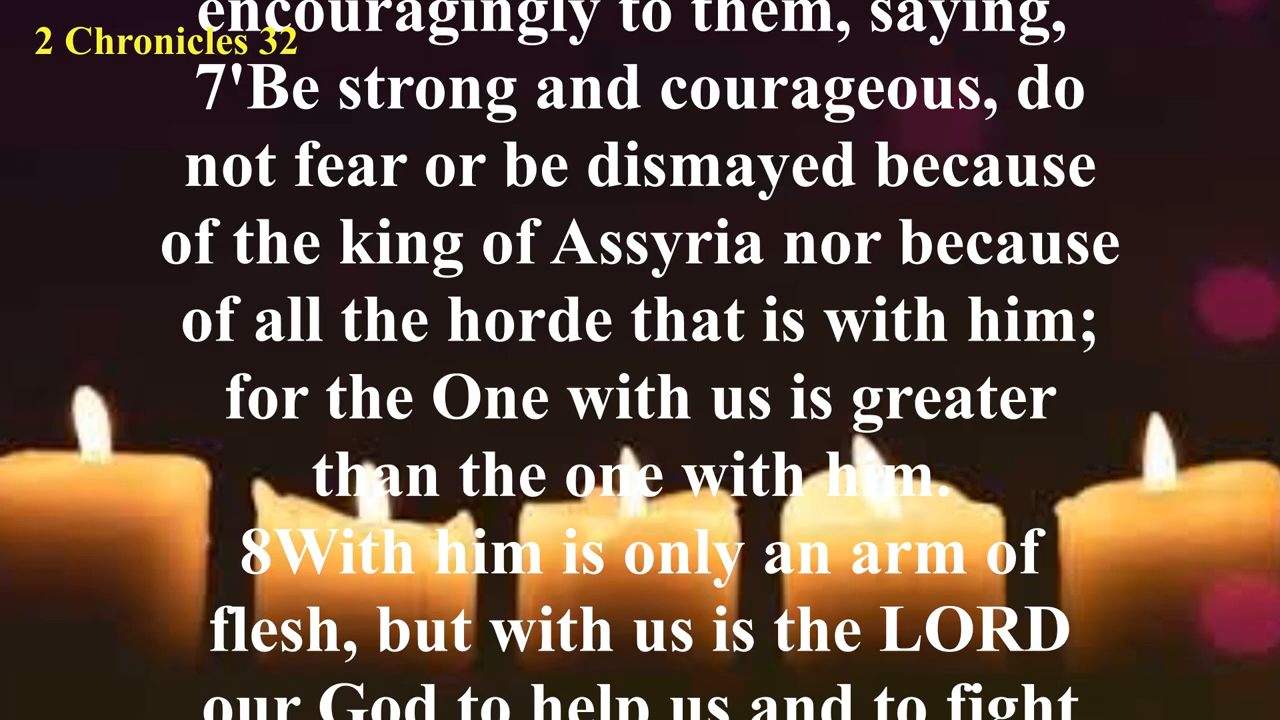 encouragingly to them, saying,
2 Chronicles 32
7'Be strong and courageous, do
not fear or be dismayed because
of the king of Assyria nor because
of all the horde that is with him;
for the One with us is greater
than the one with him.
8With him is only an arm of
flesh, but with us is the LORD
our God to help us and to fight